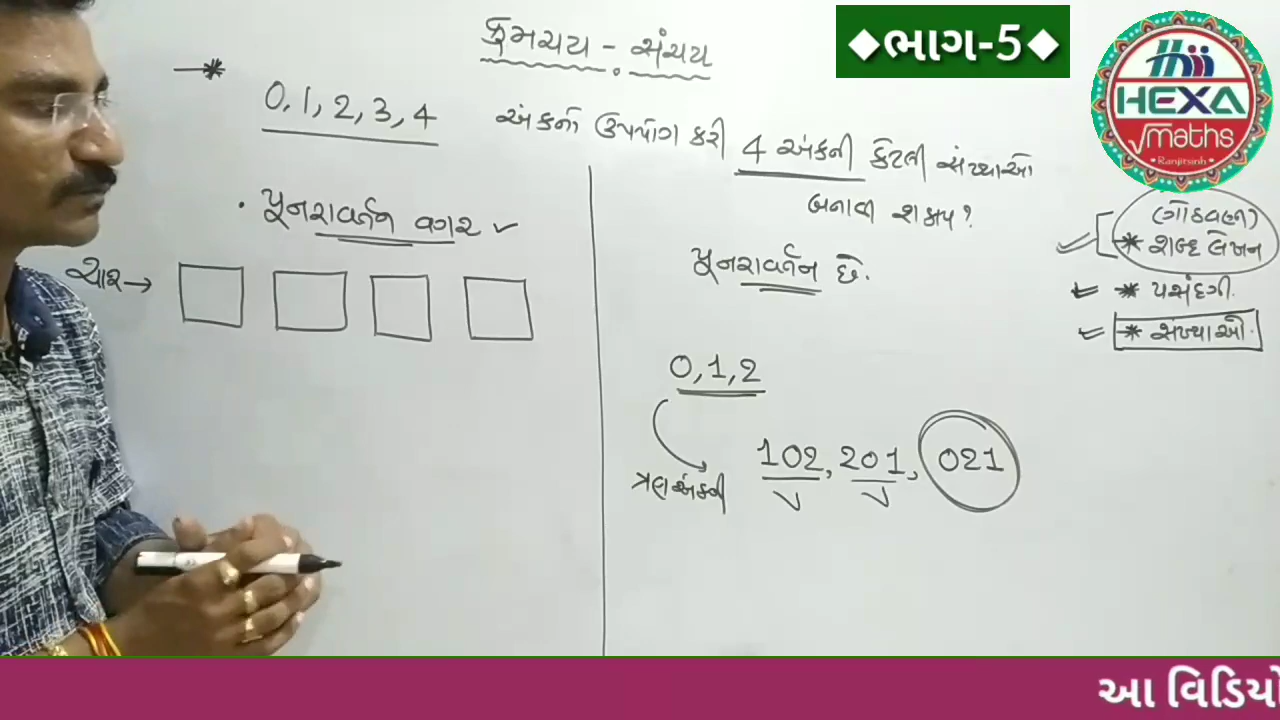 ક્રમચય - સંચય
◆ભાગ-5◆
HEXA
√maths
Ranjitsinh
0, 1, 2, 3, 4 અંકનો ઉપયોગ કરી 4 અંકની કેટલી સંખ્યાઓ
બનાવી શકાય?
• પૂનરાવર્તન વગર ✓
પૂનરાવર્તન છે.
(ગોઠવણ)
* શબ્દ લેખન
* પસંદગી.
* સંખ્યાઓ.
ચાર →
0, 1, 2
ત્રણ અંકની 102, 201, 021
આ વિડિયો